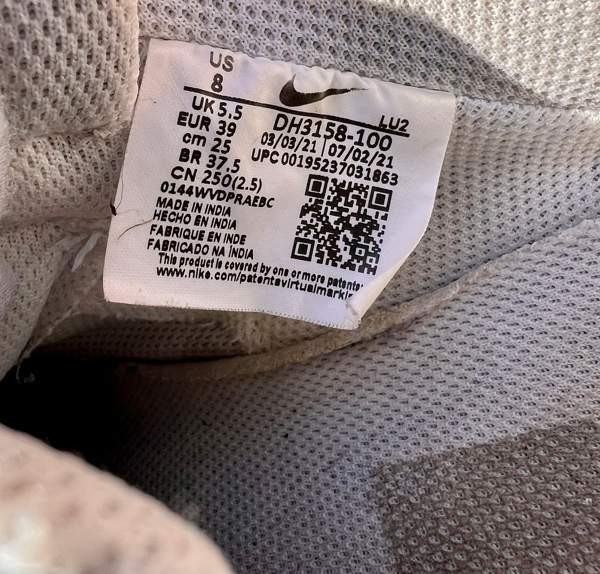 US
8
UK 5,5
EUR 39
cm 25
BR 37,5
CN 250(2.5)
0144WVDPRAEBC
LU2
DH3158-100
03/03/21 | 07/02/21
UPC 00195237031863
MADE IN INDIA
HECHO EN INDIA
FABRIQUE EN INDE
FABRICADO NA ÍNDIA
This product is covered by one or more patents
www.nike.com/patentsvirtualmarki